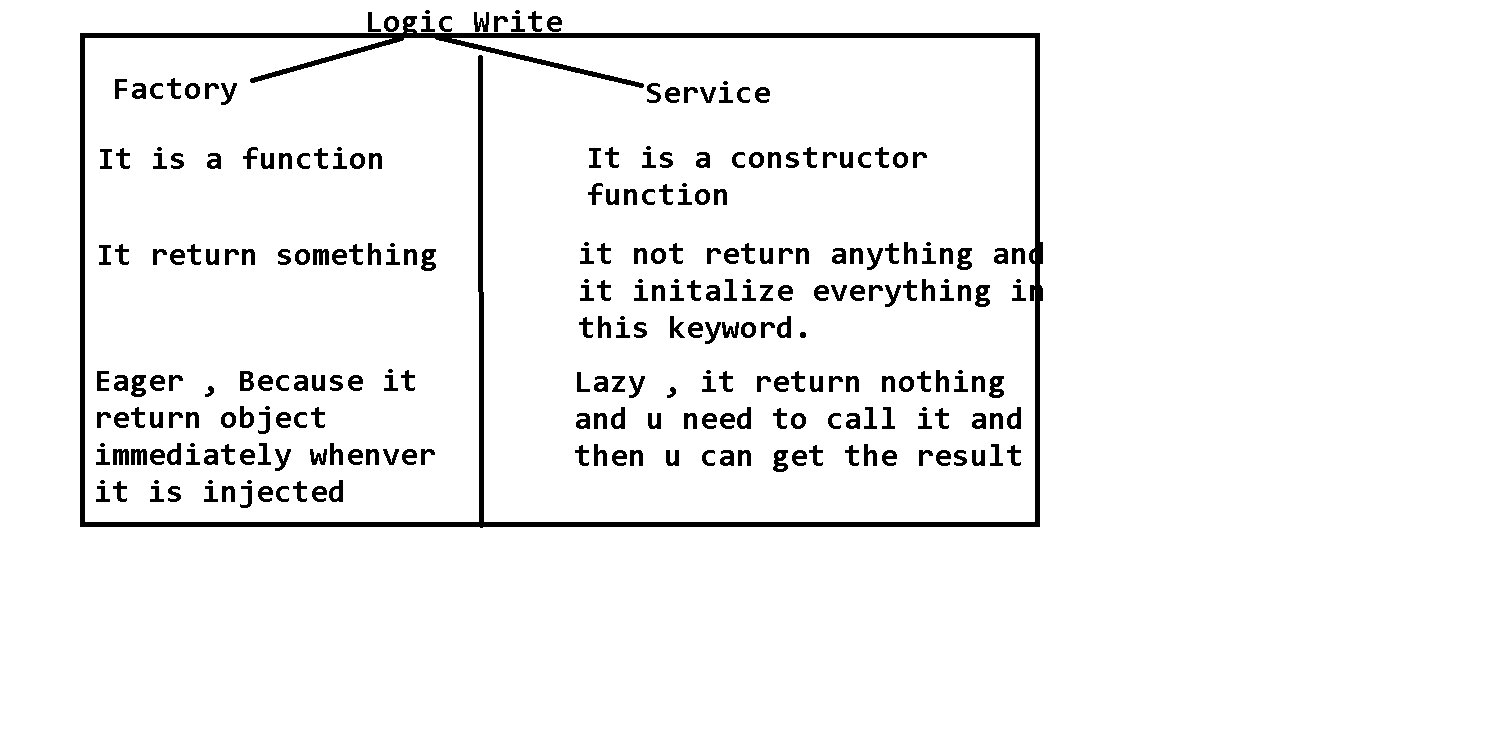 Logic Write
Factory
It is a function
It return something
Eager , Because it
return object
immediately whenver
it is injected
Service
It is a constructor
function
it not return anything and
it initalize everything in
this keyword.
Lazy , it return nothing
and u need to call it and
then u can get the result